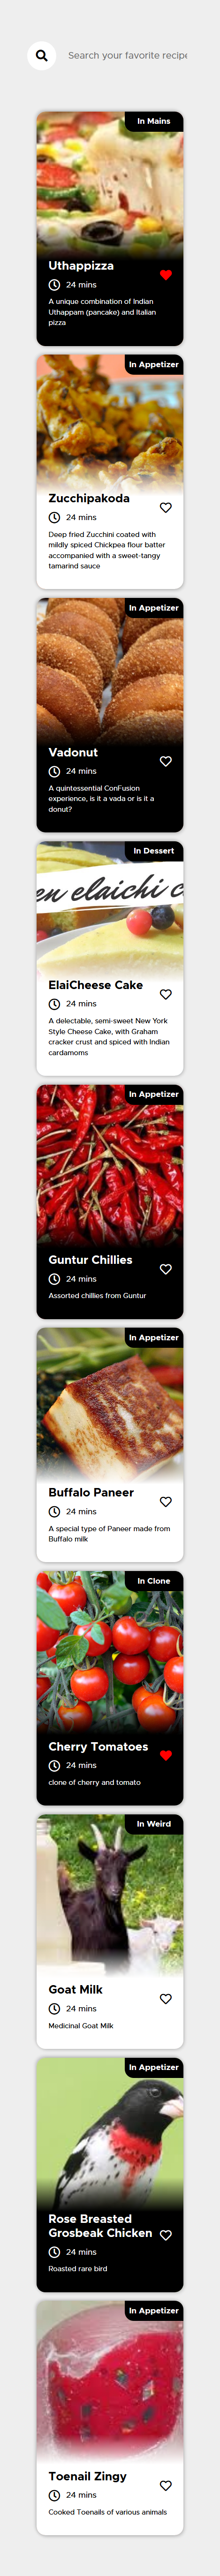 Search your favorite recipe
In Mains
Uthappizza
24 mins
A unique combination of Indian
Uthappam (pancake) and Italian
pizza
In Appetizer
Zucchipakoda
24 mins
Deep fried Zucchini coated with
mildly spiced Chickpea flour batter
accompanied with a sweet-tangy
tamarind sauce
In Appetizer
Vadonut
24 mins
A quintessential ConFusion
experience, is it a vada or is it a
donut?
In Dessert
en elaichi c
ElaiCheese Cake
24 mins
A delectable, semi-sweet New York
Style Cheese Cake, with Graham
cracker crust and spiced with Indian
cardamoms
In Appetizer
Guntur Chillies
24 mins
Assorted chillies from Guntur
In Appetizer
Buffalo Paneer
24 mins
A special type of Paneer made from
Buffalo milk
In Clone
Cherry Tomatoes
24 mins
clone of cherry and tomato
In Weird
Goat Milk
24 mins
Medicinal Goat Milk
In Appetizer
Rose Breasted
Grosbeak Chicken
24 mins
Roasted rare bird
In Appetizer
Toenail Zingy
24 mins
Cooked Toenails of various animals